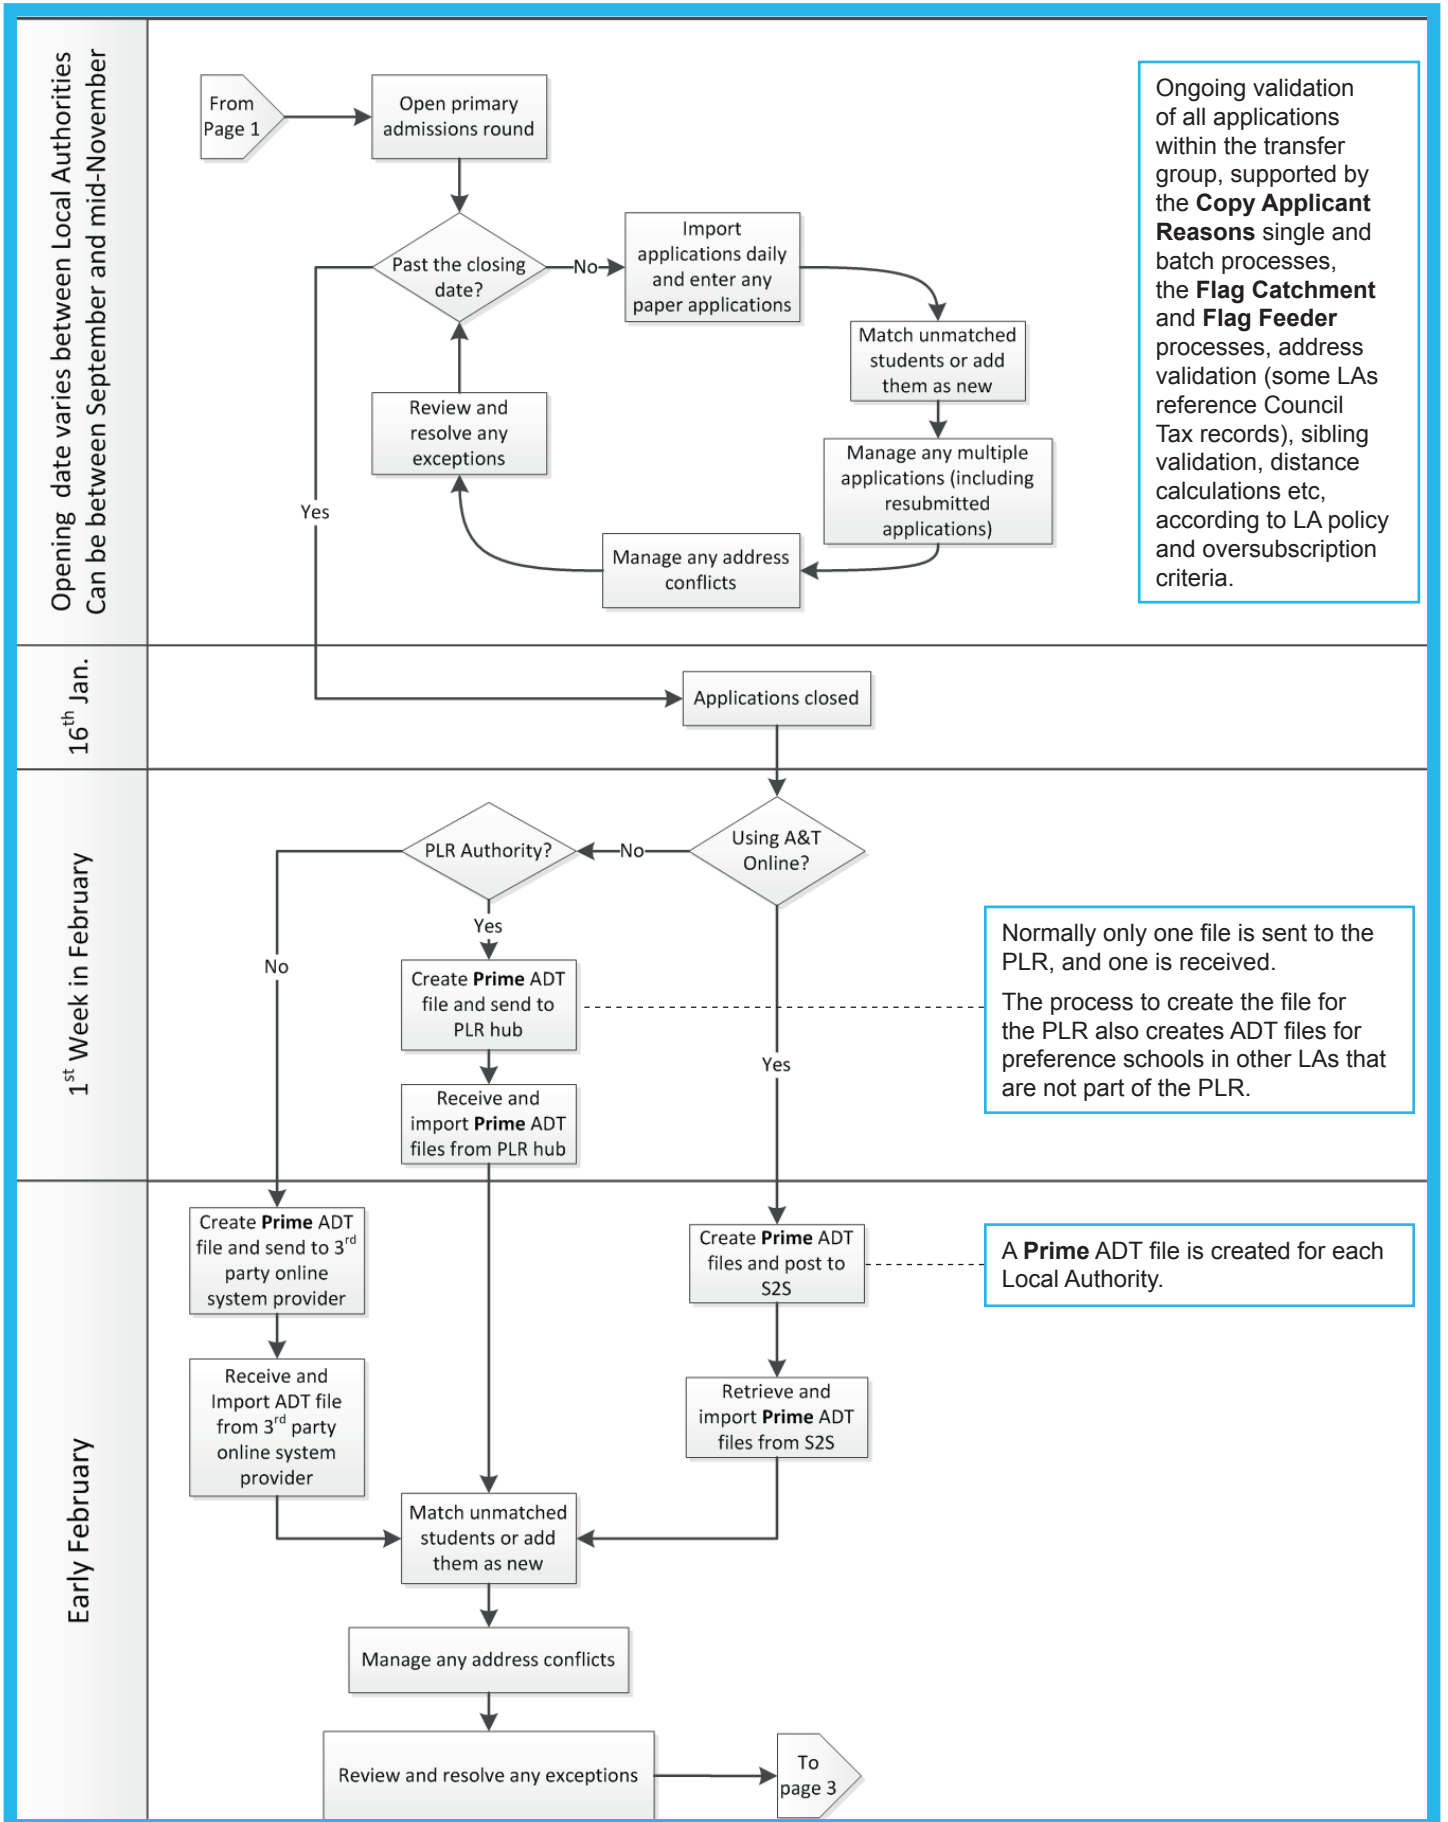 Opening date varies between Local Authorities
Can be between September and mid-November
From
Page 1
Open primary
admissions round
Past the closing
date?
No
Import
applications daily
and enter any
paper applications
Match unmatched
students or add
them as new
Manage any multiple
applications (including
resubmitted
applications)
Manage any address
conflicts
Review and
resolve any
exceptions
Yes
Ongoing validation
of all applications
within the transfer
group, supported by
the Copy Applicant
Reasons single and
batch processes,
the Flag Catchment
and Flag Feeder
processes, address
validation (some LAs
reference Council
Tax records), sibling
validation, distance
calculations etc,
according to LA policy
and oversubscription
criteria.
16th Jan.
Applications closed
1st Week in February
Using A&T
Online?
No
PLR Authority?
Yes
No
Create Prime ADT
file and send to
PLR hub
Receive and
import Prime ADT
files from PLR hub
Yes
Normally only one file is sent to the
PLR, and one is received.
The process to create the file for
the PLR also creates ADT files for
preference schools in other LAs that
are not part of the PLR.
Early February
Create Prime ADT
file and send to 3rd
party online
system provider
Receive and
Import ADT file
from 3rd party
online system
provider
Create Prime ADT
files and post to
S2S
A Prime ADT file is created for each
Local Authority.
Retrieve and
import Prime ADT
files from S2S
Match unmatched
students or add
them as new
Manage any address conflicts
Review and resolve any exceptions
To
page 3